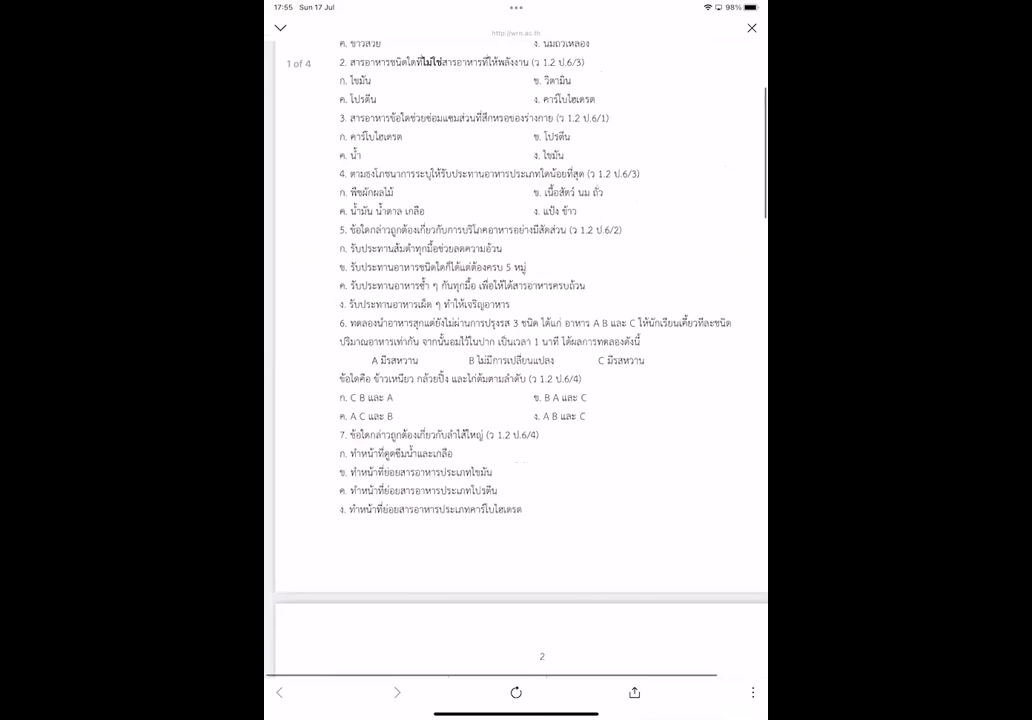 17:55 Sun 17 Jul
98%
http://wrn.ac.th
1 of 4
ค. ข้าวสวย ง. นมถั่วเหลือง
2. สารอาหารชนิดใดที่ไม่ใช่สารอาหารที่ให้พลังงาน (ว 1.2 ป.6/3)
ก. ไขมัน ข. วิตามิน
ค. โปรตีน ง. คาร์โบไฮเดรต
3. สารอาหารข้อใดช่วยซ่อมแซมส่วนที่สึกหรอของร่างกาย (ว 1.2 ป.6/1)
ก. คาร์โบไฮเดรต ข. โปรตีน
ค. น้ำ ง. ไขมัน
4. ตามธงโภชนาการระบุให้รับประทานอาหารประเภทใดน้อยที่สุด (ว 1.2 ป.6/3)
ก. พืชผักผลไม้ ข. เนื้อสัตว์ นม ถั่ว
ค. น้ำมัน น้ำตาล เกลือ ง. แป้ง ข้าว
5. ข้อใดกล่าวถูกต้องเกี่ยวกับการบริโภคอาหารอย่างมีสัดส่วน (ว 1.2 ป.6/2)
ก. รับประทานส้มตำทุกมื้อช่วยลดความอ้วน
ข. รับประทานอาหารชนิดใดก็ได้แต่ต้องครบ 5 หมู่
ค. รับประทานอาหารซ้ำ ๆ กันทุกมื้อ เพื่อให้ได้สารอาหารครบถ้วน
ง. รับประทานอาหารเผ็ด ๆ ทำให้เจริญอาหาร
6. ทดลองนำอาหารสุกแต่ยังไม่ผ่านการปรุงรส 3 ชนิด ได้แก่ อาหาร A B และ C ให้นักเรียนเคี้ยวทีละชนิด
ปริมาณอาหารเท่ากัน จากนั้นอมไว้ในปาก เป็นเวลา 1 นาที ได้ผลการทดลองดังนี้
A มีรสหวาน B ไม่มีการเปลี่ยนแปลง C มีรสหวาน
ข้อใดคือ ข้าวเหนียว กล้วยปิ้ง และไก่ต้มตามลำดับ (ว 1.2 ป.6/4)
ก. C B และ A ข. B A และ C
ค. A C และ B ง. A B และ C
7. ข้อใดกล่าวถูกต้องเกี่ยวกับลำไส้ใหญ่ (ว 1.2 ป.6/4)
ก. ทำหน้าที่ดูดซึมน้ำและเกลือ
ข. ทำหน้าที่ย่อยสารอาหารประเภทไขมัน
ค. ทำหน้าที่ย่อยสารอาหารประเภทโปรตีน
ง. ทำหน้าที่ย่อยสารอาหารประเภทคาร์โบไฮเดรต
2